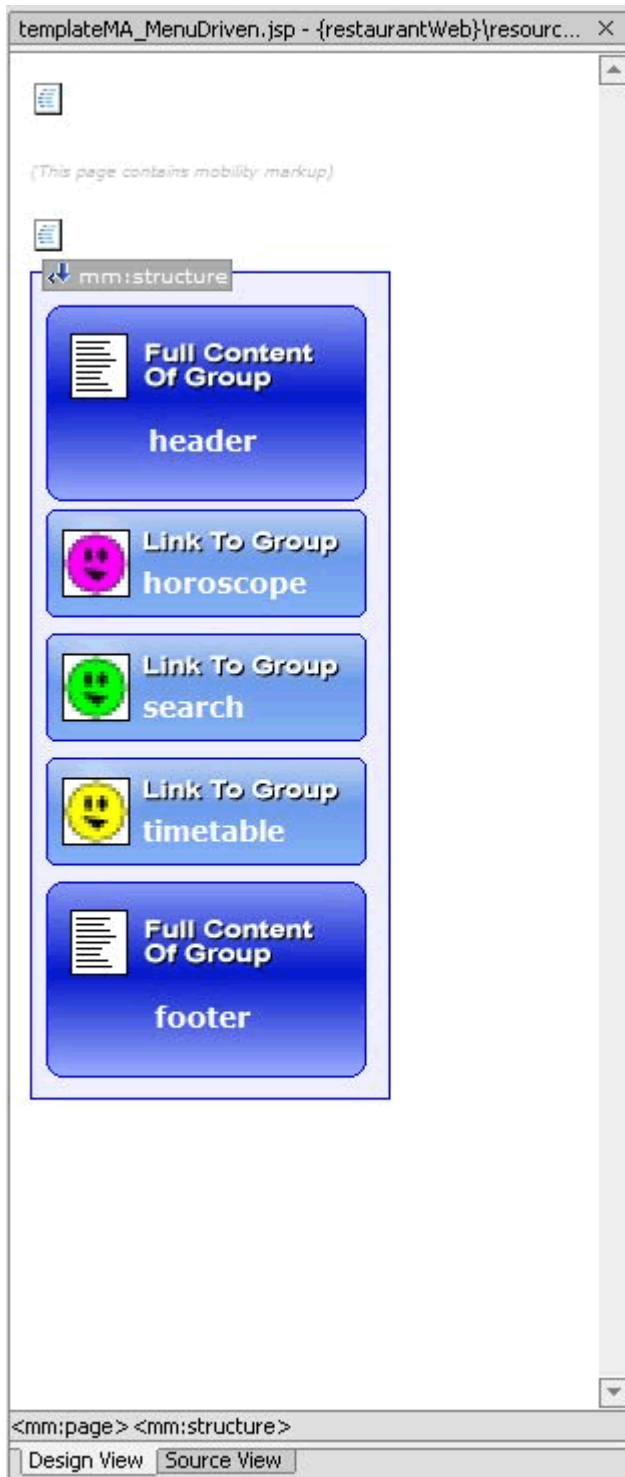 templateMA_MenuDriven.jsp - {restaurantWeb}\resourc...
(This page contains mobility markup)
mm:structure
Full Content
Of Group
header
Link To Group
horoscope
Link To Group
search
Link To Group
timetable
Full Content
Of Group
footer
<mm:page> <mm:structure>
Design View Source View